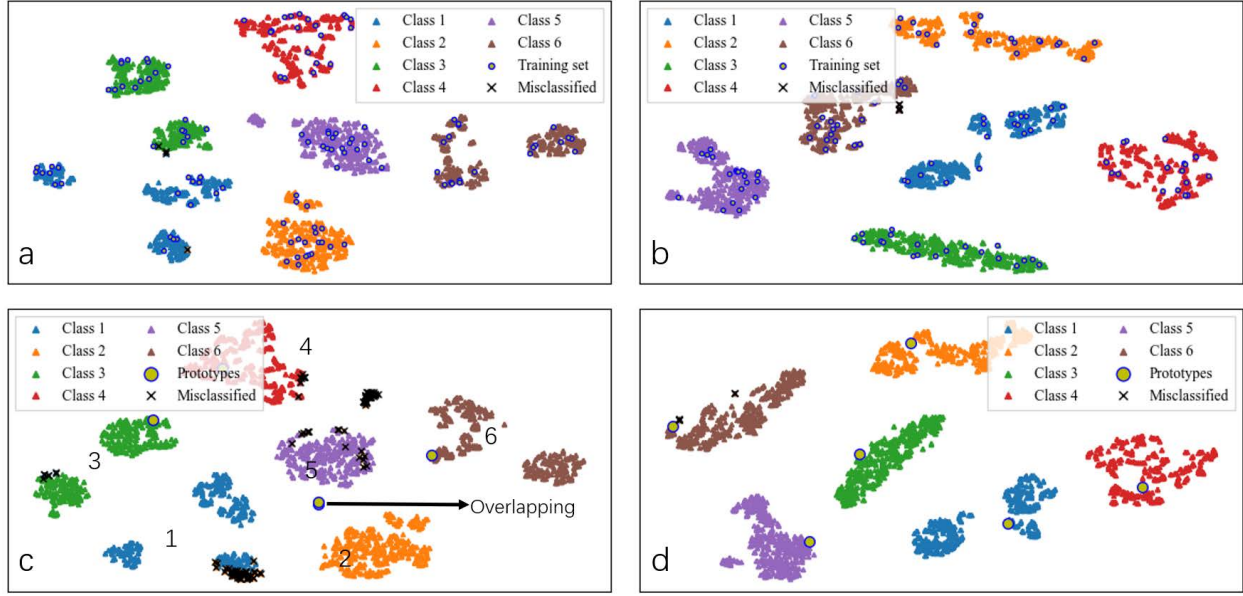 Class 1 Class 5
Class 2 Class 6
Class 3 Training set
Class 4 Misclassified
a
Class 1 Class 5
Class 2 Class 6
Class 3 Training set
Class 4 Misclassified
b
Class 1 Class 5
Class 2 Class 6
Class 3 Prototypes
Class 4 Misclassified
4
6
3
5
Overlapping
1
2
c
Class 1 Class 5
Class 2 Class 6
Class 3 Prototypes
Class 4 Misclassified
d